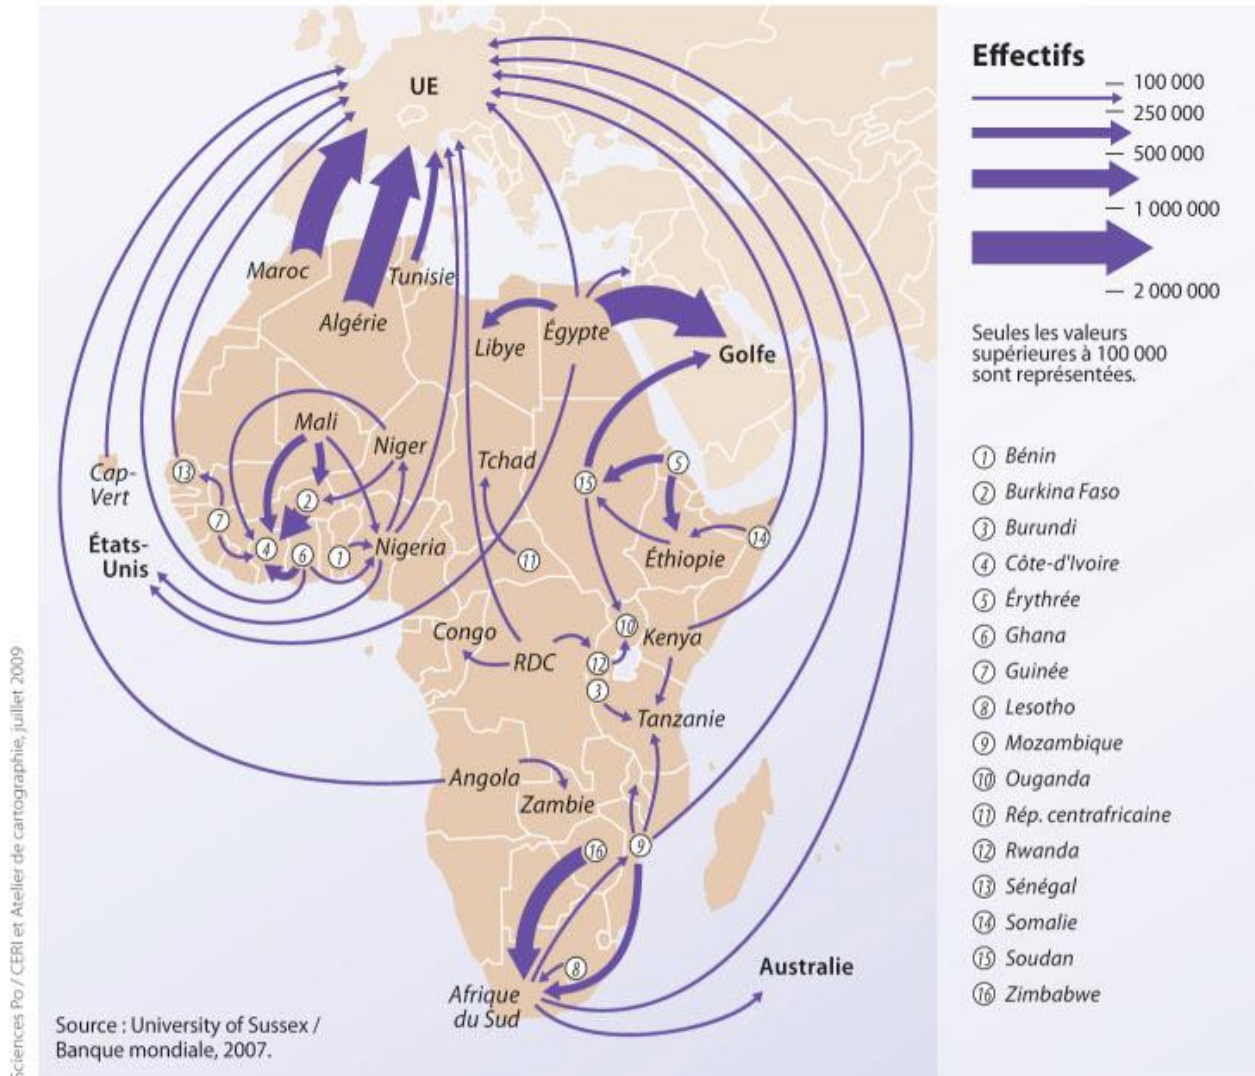 UE
Maroc
Tunisie
Algérie
Libye
Égypte
Golfe
Mali
Niger
Tchad
Cap-
Vert
13
2
15
5
7
États-
Unis
4
6
1
Nigeria
11
Éthiopie
14
Congo
RDC
10
Kenya
12
3
Tanzanie
Angola
Zambie
16
9
8
Afrique
du Sud
Australie
Source : University of Sussex /
Banque mondiale, 2007.
Sciences Po / CERI et Atelier de cartographie, juillet 2009
Effectifs
100 000
250 000
500 000
1 000 000
2 000 000
Seules les valeurs
supérieures à 100 000
sont représentées.
1 Bénin
2 Burkina Faso
3 Burundi
4 Côte-d'Ivoire
5 Érythrée
6 Ghana
7 Guinée
8 Lesotho
9 Mozambique
10 Ouganda
11 Rép. centrafricaine
12 Rwanda
13 Sénégal
14 Somalie
15 Soudan
16 Zimbabwe